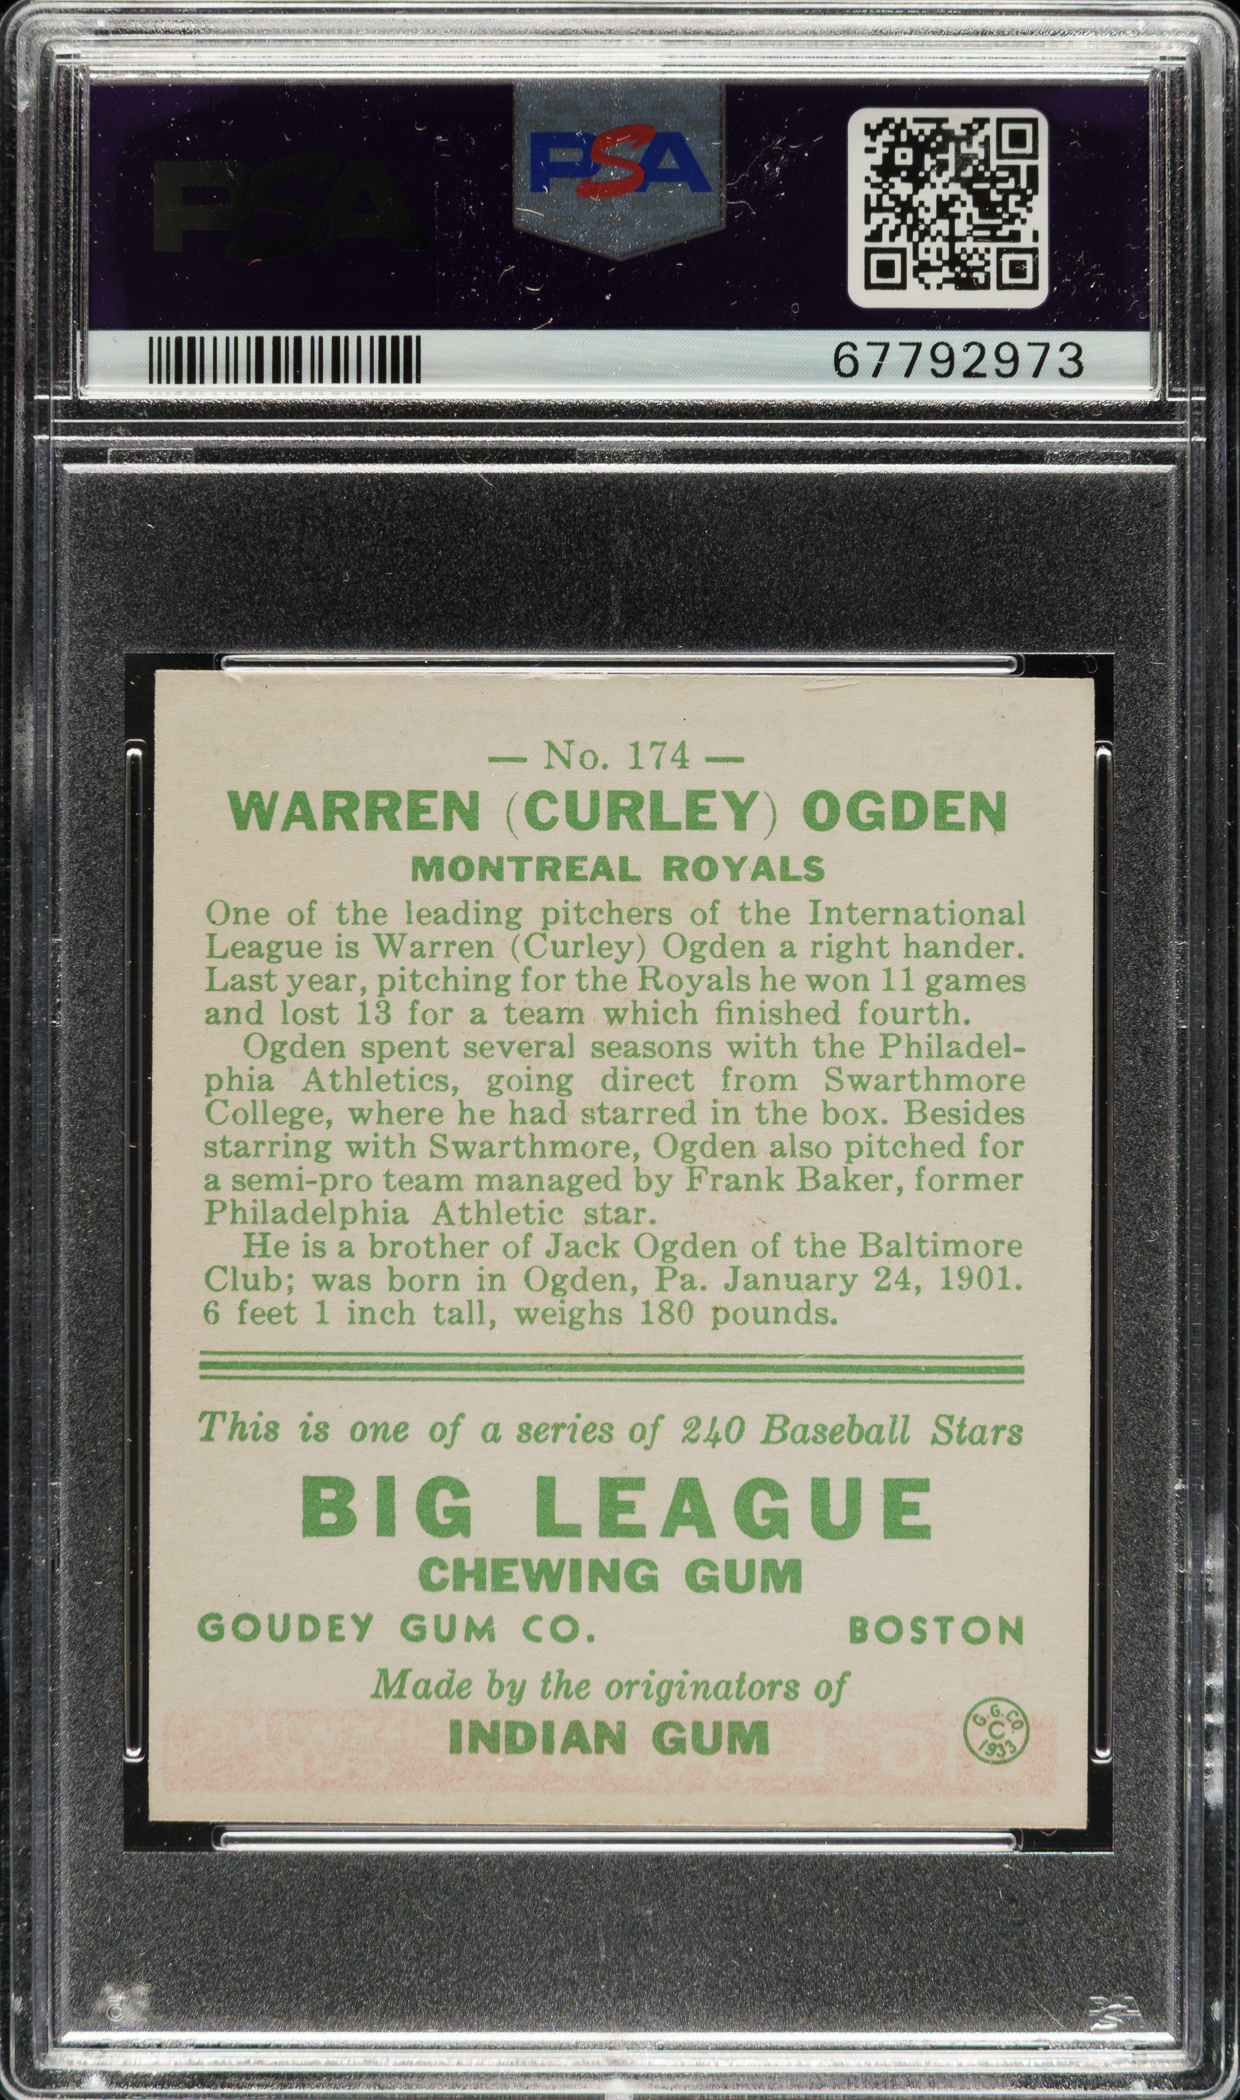 PSA
PSA
67792973
— No. 174 —
WARREN (CURLEY) OGDEN
MONTREAL ROYALS
One of the leading pitchers of the International
League is Warren (Curley) Ogden a right hander.
Last year, pitching for the Royals he won 11 games
and lost 13 for a team which finished fourth.
Ogden spent several seasons with the Philadel-
phia Athletics, going direct from Swarthmore
College, where he had starred in the box. Besides
starring with Swarthmore, Ogden also pitched for
a semi-pro team managed by Frank Baker, former
Philadelphia Athletic star.
He is a brother of Jack Ogden of the Baltimore
Club; was born in Ogden, Pa. January 24, 1901.
6 feet 1 inch tall, weighs 180 pounds.
This is one of a series of 240 Baseball Stars
BIG LEAGUE
CHEWING GUM
GOUDEY GUM CO. BOSTON
Made by the originators of
INDIAN GUM
G.G.CO.
C
1933